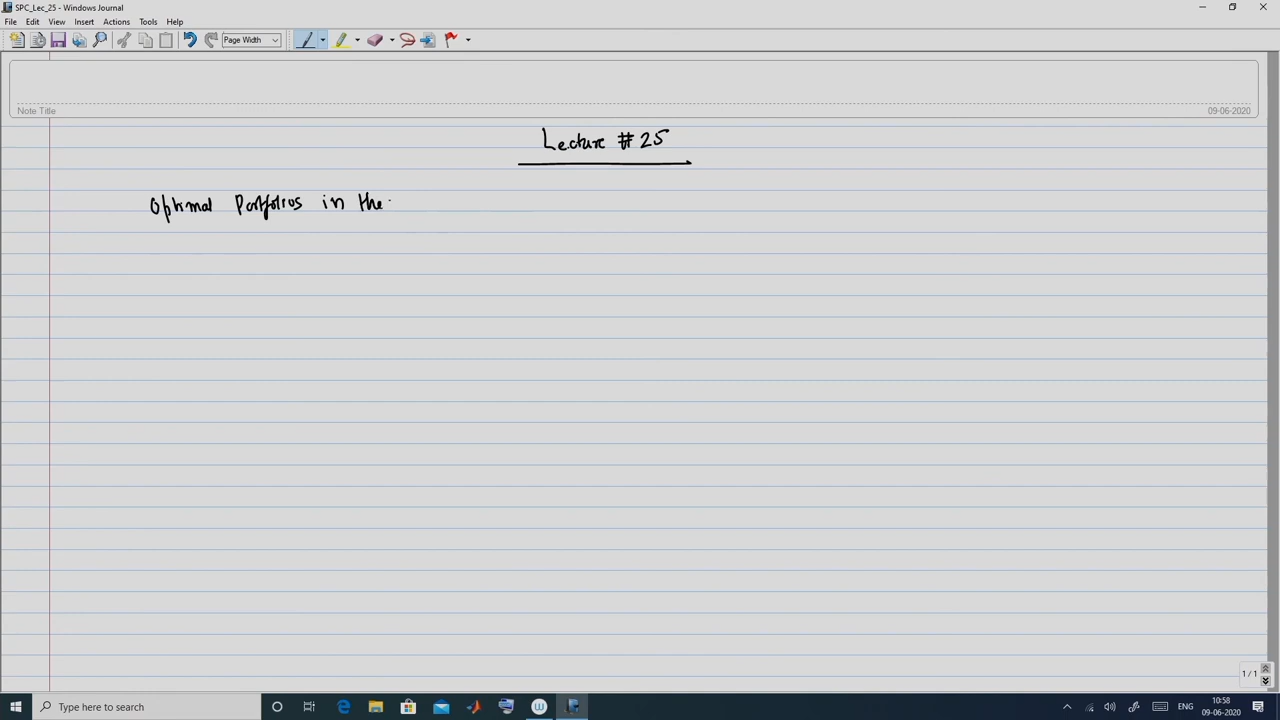 SPC_Lec_25 - Windows Journal
File Edit View Insert Actions Tools Help
Page Width
Note Title
09-06-2020
Lecture # 25
Optimal Portfolios in the
1/1
Type here to search
ENG
10:58
09-06-2020